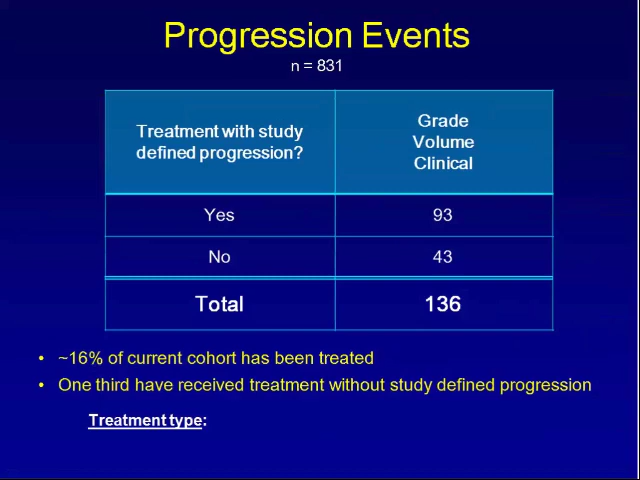 Progression Events
n = 831
Treatment with study
defined progression?
Grade
Volume
Clinical
Yes 93
No 43
Total 136
• ~16% of current cohort has been treated
• One third have received treatment without study defined progression
Treatment type: